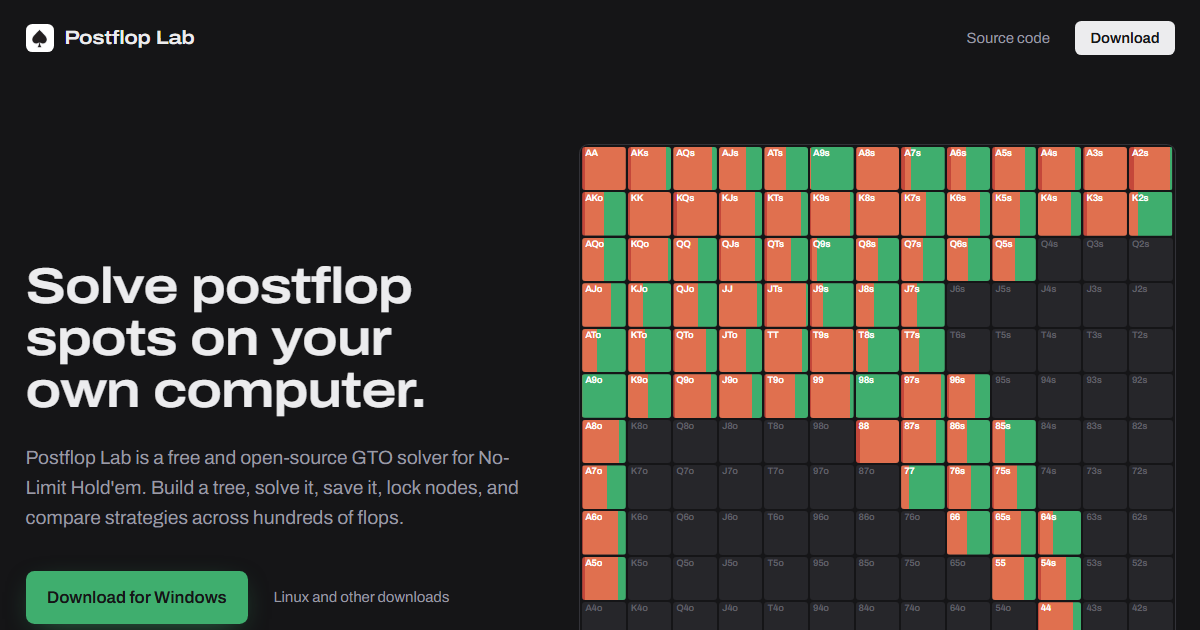 Postflop Lab
Source code
Download
Solve postflop
spots on your
own computer.
Postflop Lab is a free and open-source GTO solver for No-
Limit Hold'em. Build a tree, solve it, save it, lock nodes, and
compare strategies across hundreds of flops.
Download for Windows
Linux and other downloads
AA AKs AQs AJs ATs A9s A8s A7s A6s A5s A4s A3s A2s
AKo KK KQs KJs KTs K9s K8s K7s K6s K5s K4s K3s K2s
AQo KQo QQ QJs QTs Q9s Q8s Q7s Q6s Q5s Q4s Q3s Q2s
AJo KJo QJo JJ JTs J9s J8s J7s J6s J5s J4s J3s J2s
ATo KTo QTo JTo TT T9s T8s T7s T6s T5s T4s T3s T2s
A9o K9o Q9o J9o T9o 99 98s 97s 96s 95s 94s 93s 92s
A8o K8o Q8o J8o T8o 98o 88 87s 86s 85s 84s 83s 82s
A7o K7o Q7o J7o T7o 97o 87o 77 76s 75s 74s 73s 72s
A6o K6o Q6o J6o T6o 96o 86o 76o 66 65s 64s 63s 62s
A5o K5o Q5o J5o T5o 95o 85o 75o 65o 55 54s 53s 52s
A4o K4o Q4o J4o T4o 94o 84o 74o 64o 54o 44 43s 42s